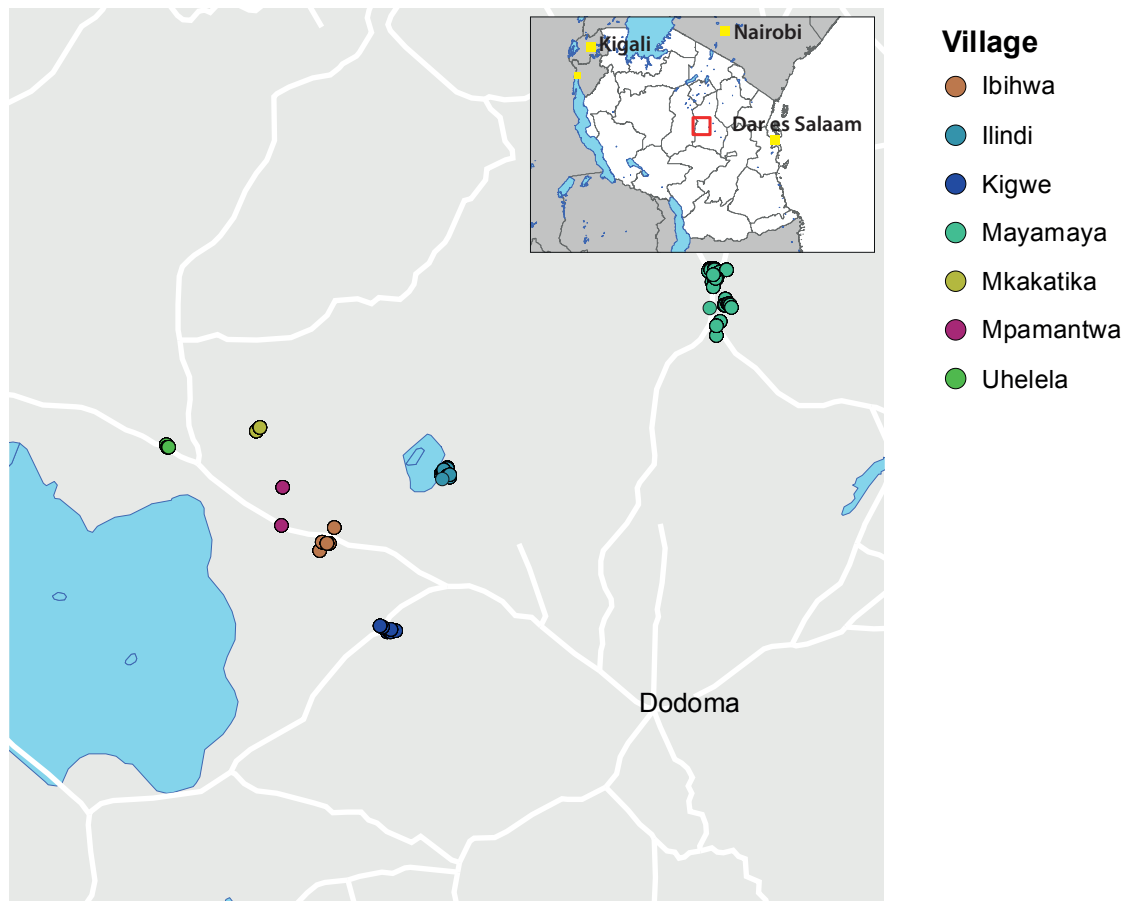 Kigali
Nairobi
Dar es Salaam
Dodoma
Village
Ibihwa
Ilindi
Kigwe
Mayamaya
Mkakatika
Mpamantwa
Uhelela